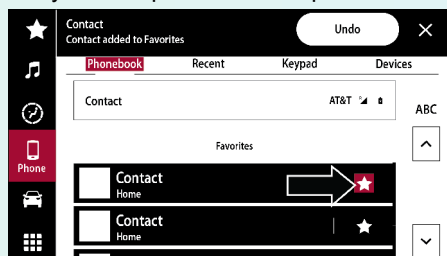 Contact
Contact added to Favorites
Undo
Phonebook Recent Keypad Devices
Contact AT&T
ABC
Favorites
Phone
Contact
Home
Contact
Home